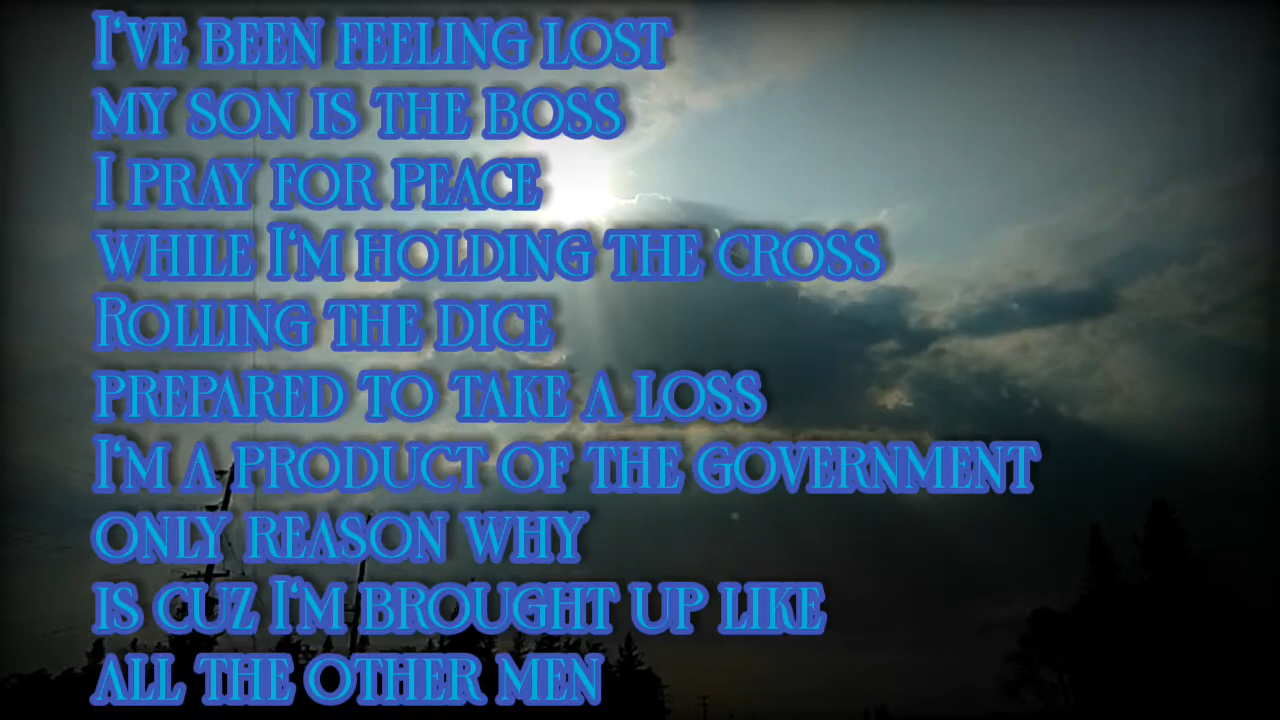 I've been feeling lost
my son is the boss
I pray for peace
while I'm holding the cross
Rolling the dice
prepared to take a loss
I'm a product of the government
only reason why
is cuz I'm brought up like
all the other men